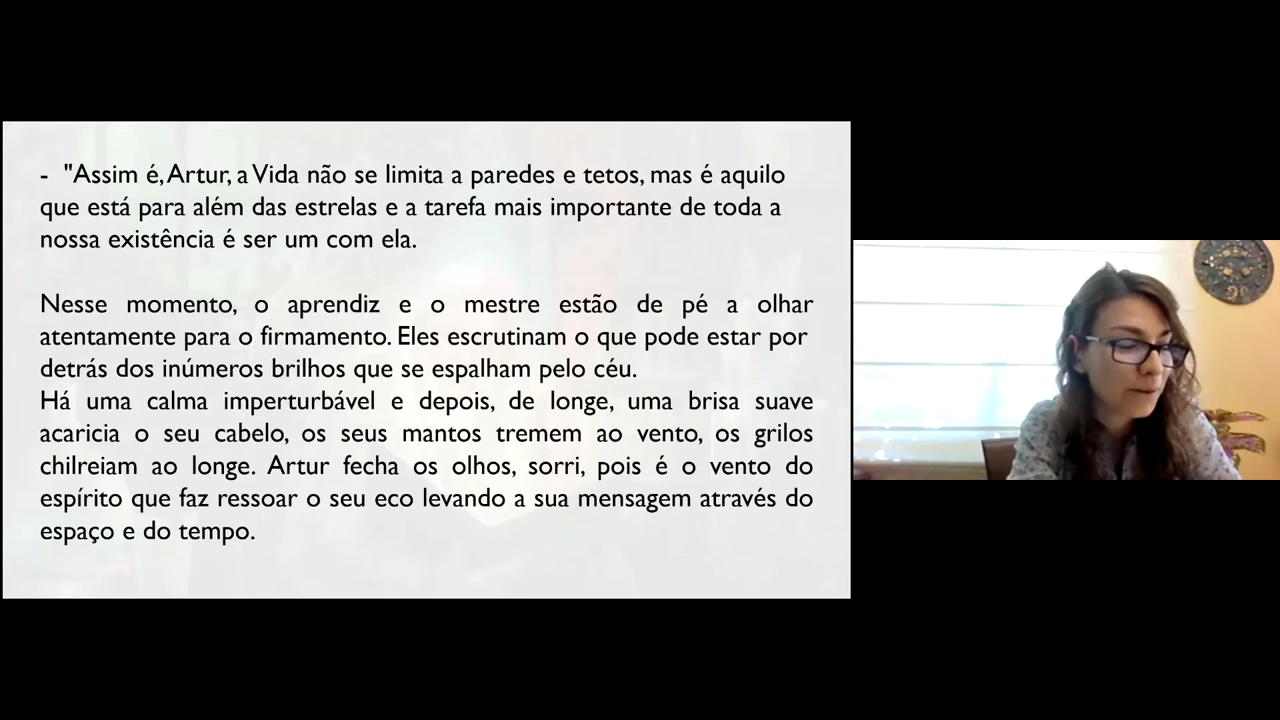 - "Assim é, Artur, a Vida não se limita a paredes e tetos, mas é aquilo
que está para além das estrelas e a tarefa mais importante de toda a
nossa existência é ser um com ela.
Nesse momento, o aprendiz e o mestre estão de pé a olhar
atentamente para o firmamento. Eles escrutinam o que pode estar por
detrás dos inúmeros brilhos que se espalham pelo céu.
Há uma calma imperturbável e depois, de longe, uma brisa suave
acaricia o seu cabelo, os seus mantos tremem ao vento, os grilos
chilreiam ao longe. Artur fecha os olhos, sorri, pois é o vento do
espírito que faz ressoar o seu eco levando a sua mensagem através do
espaço e do tempo.